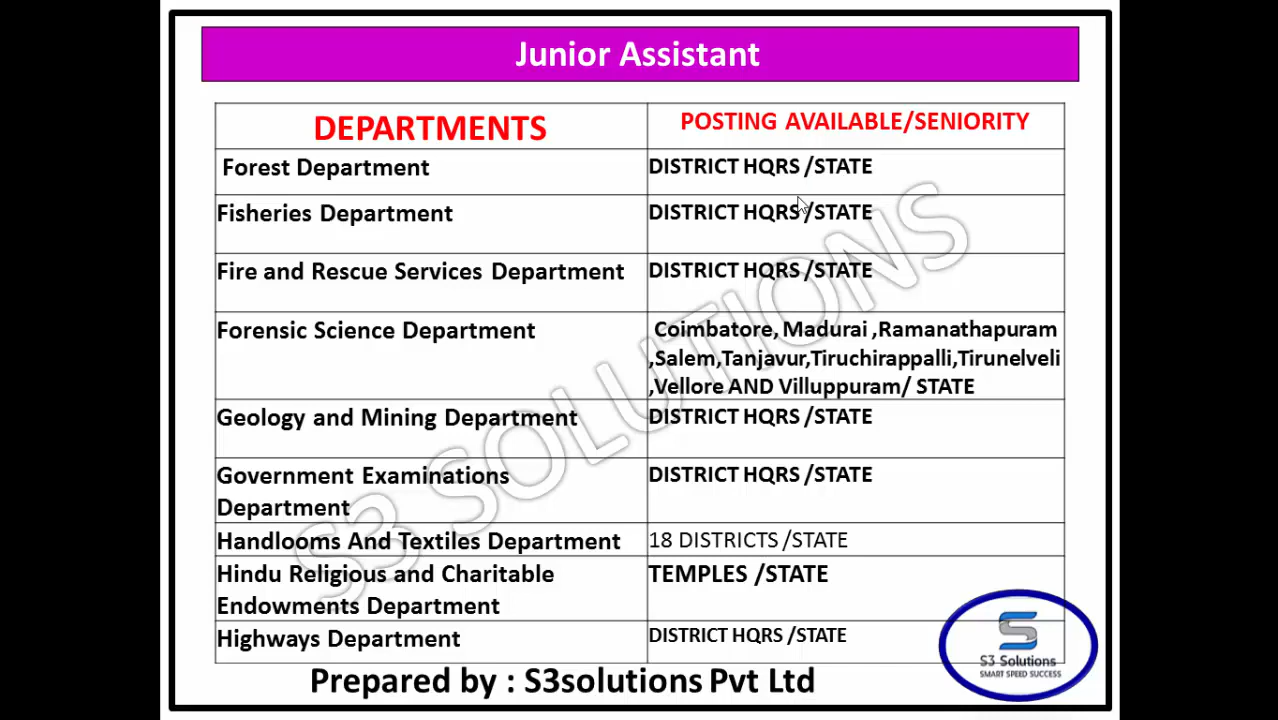 Junior Assistant
DEPARTMENTS
POSTING AVAILABLE/SENIORITY
Forest Department
DISTRICT HQRS /STATE
Fisheries Department
DISTRICT HQRS /STATE
Fire and Rescue Services Department
DISTRICT HQRS /STATE
Forensic Science Department
Coimbatore, Madurai ,Ramanathapuram
,Salem,Tanjavur,Tiruchirappalli,Tirunelveli
,Vellore AND Villuppuram/ STATE
Geology and Mining Department
DISTRICT HQRS /STATE
Government Examinations
Department
DISTRICT HQRS /STATE
Handlooms And Textiles Department
18 DISTRICTS /STATE
Hindu Religious and Charitable
Endowments Department
TEMPLES /STATE
Highways Department
DISTRICT HQRS /STATE
S3 SOLUTIONS
S3 Solutions
SMART SPEED SUCCESS
Prepared by : S3solutions Pvt Ltd